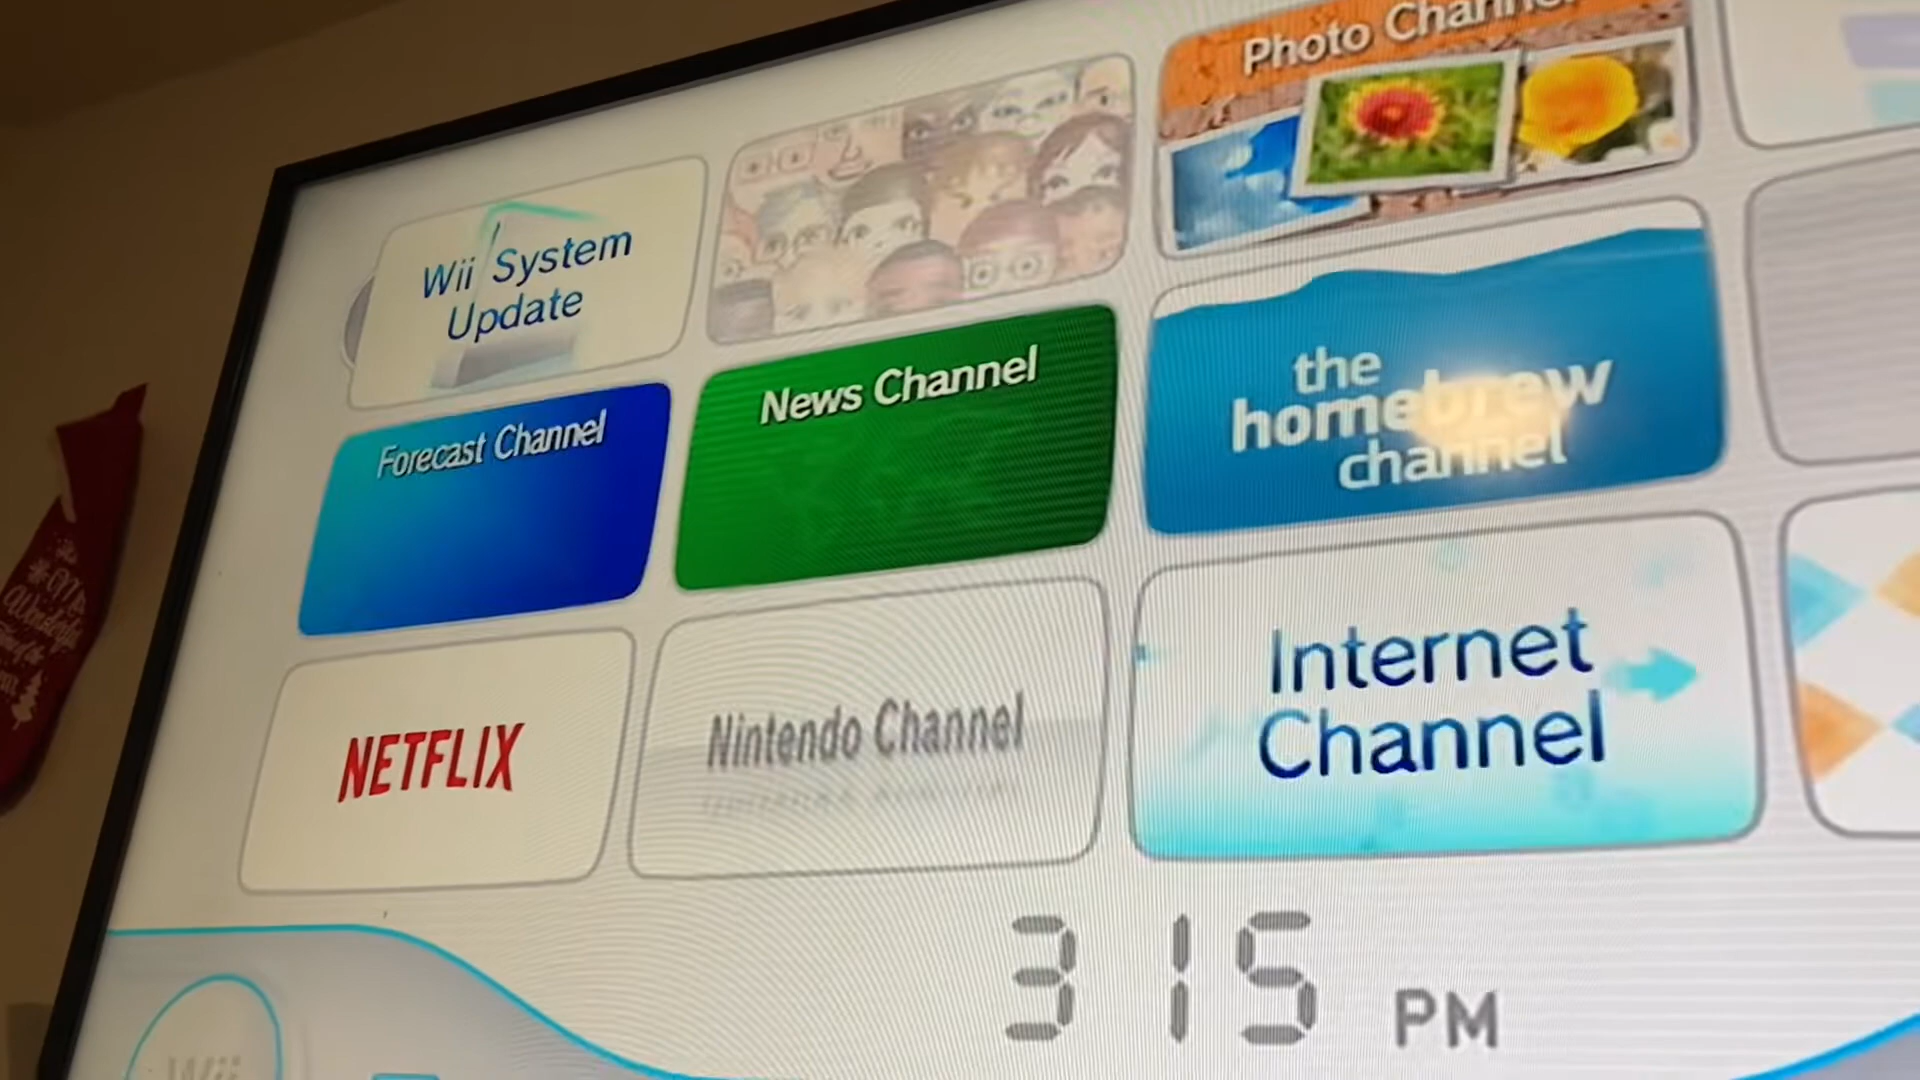 Photo Channel
Wii System
Update
Forecast Channel
News Channel
the
homebrew
channel
NETFLIX
Nintendo Channel
Internet
Channel
3 15 PM
Wii